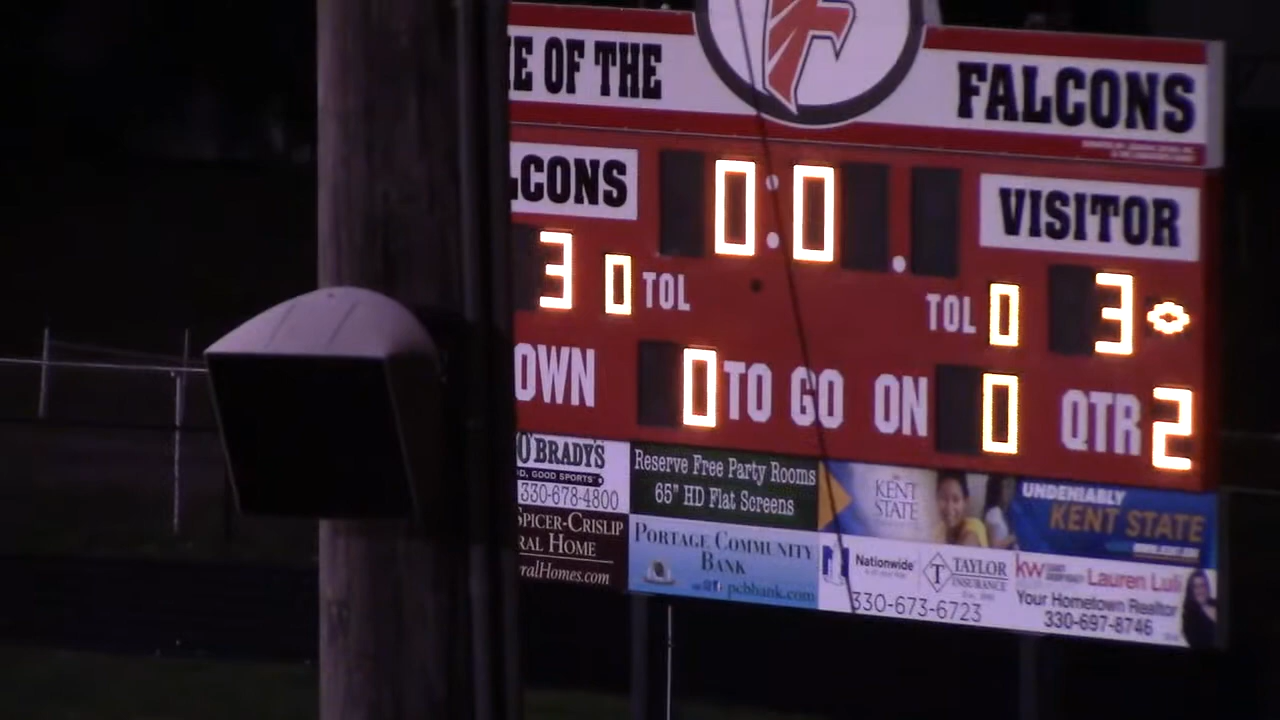 E OF THE
F
FALCONS
LCONS
0:0
.
VISITOR
3
0 TOL
TOL 0
3
OWN
0 TO GO ON 0
QTR 2
O'BRADY'S
D, GOOD SPORTS
330-678-4800
Reserve Free Party Rooms
65" HD Flat Screens
KENT
STATE
UNDENIABLY
KENT STATE
SPICER-CRISLIP
RAL HOME
ralHomes.com
PORTAGE COMMUNITY
BANK
pcbbank.com
Nationwide
T TAYLOR
INSURANCE
330-673-6723
kw
Lauren Luli
Your Hometown Realtor
330-697-8746